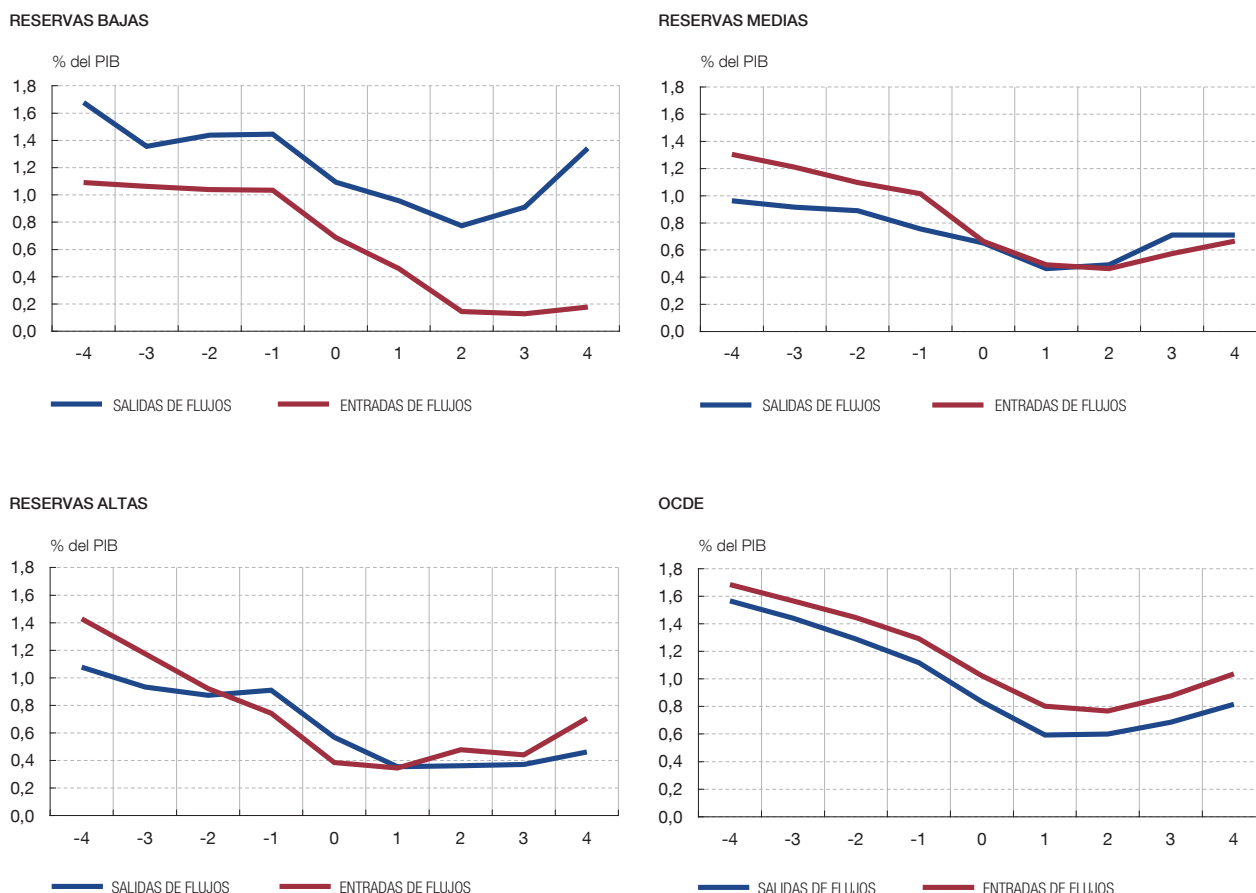 RESERVAS BAJAS
% del PIB
1,8
1,6
1,4
1,2
1,0
0,8
0,6
0,4
0,2
0,0
-4 -3 -2 -1 0 1 2 3 4
SALIDAS DE FLUJOS ENTRADAS DE FLUJOS
RESERVAS MEDIAS
% del PIB
1,8
1,6
1,4
1,2
1,0
0,8
0,6
0,4
0,2
0,0
-4 -3 -2 -1 0 1 2 3 4
SALIDAS DE FLUJOS ENTRADAS DE FLUJOS
RESERVAS ALTAS
% del PIB
1,8
1,6
1,4
1,2
1,0
0,8
0,6
0,4
0,2
0,0
-4 -3 -2 -1 0 1 2 3 4
SALIDAS DE FLUJOS ENTRADAS DE FLUJOS
OCDE
% del PIB
1,8
1,6
1,4
1,2
1,0
0,8
0,6
0,4
0,2
0,0
-4 -3 -2 -1 0 1 2 3 4
SALIDAS DE FLUJOS ENTRADAS DE FLUJOS